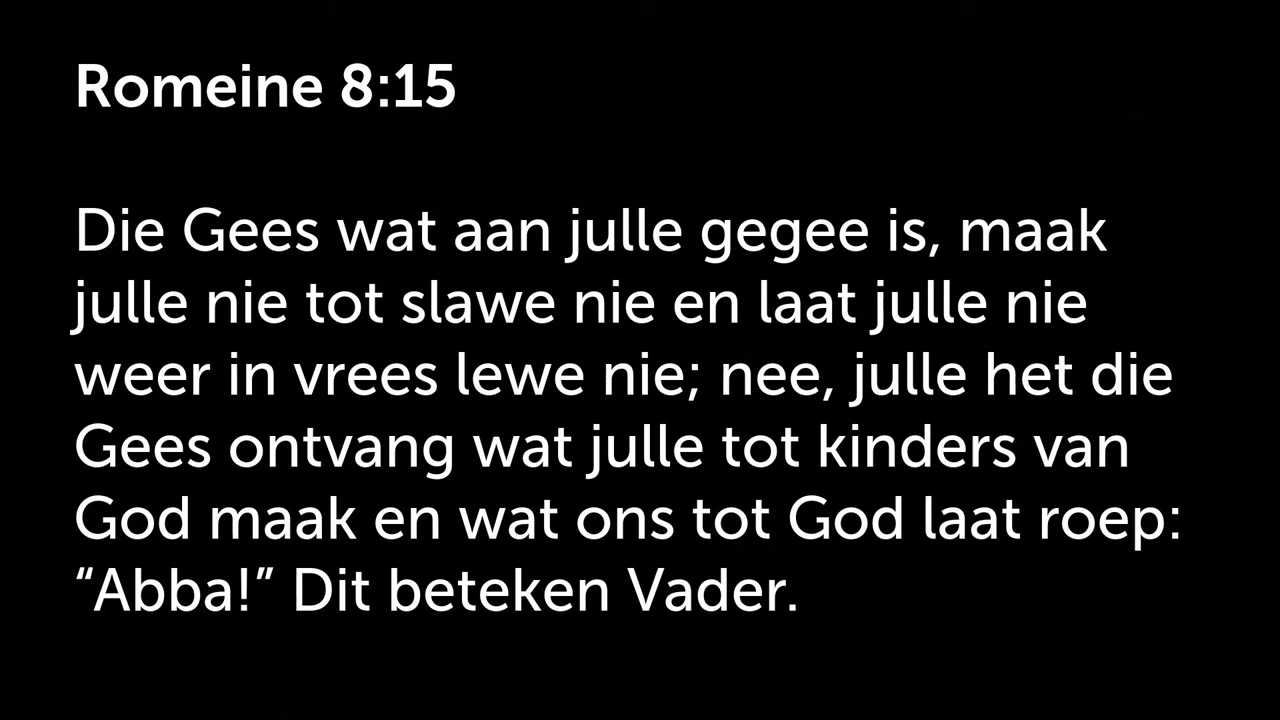 Romeine 8:15
Die Gees wat aan julle gegee is, maak
julle nie tot slawe nie en laat julle nie
weer in vrees lewe nie; nee, julle het die
Gees ontvang wat julle tot kinders van
God maak en wat ons tot God laat roep:
“Abba!” Dit beteken Vader.